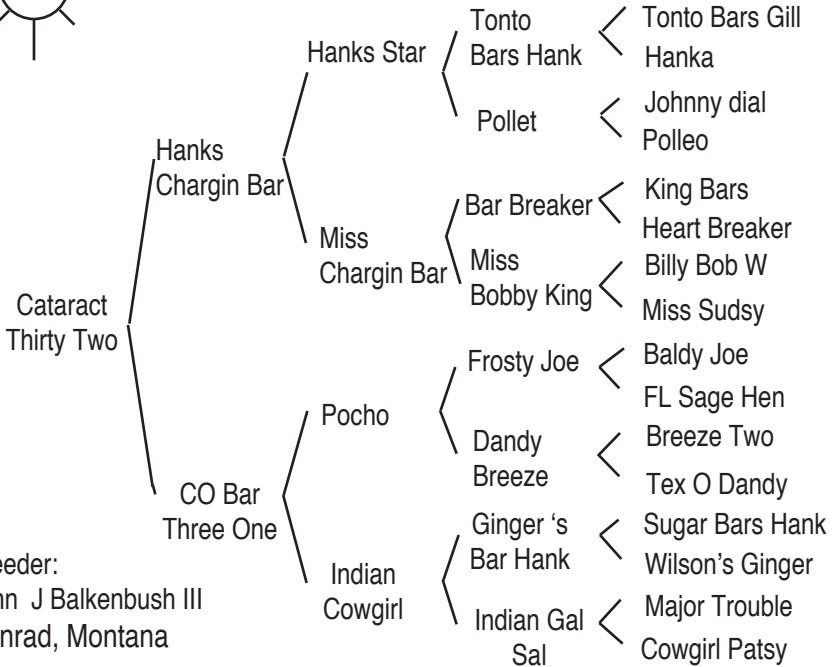 Cataract
Thirty Two
Hanks
Chargin Bar
CO Bar
Three One
Hanks Star
Miss
Chargin Bar
Pocho
Indian
Cowgirl
Tonto
Bars Hank
Pollet
Bar Breaker
Miss
Bobby King
Frosty Joe
Dandy
Breeze
Ginger ‘s
Bar Hank
Indian Gal
Sal
Tonto Bars Gill
Hanka
Johnny dial
Polleo
King Bars
Heart Breaker
Billy Bob W
Miss Sudsy
Baldy Joe
FL Sage Hen
Breeze Two
Tex O Dandy
Sugar Bars Hank
Wilson’s Ginger
Major Trouble
Cowgirl Patsy
eeder:
J Balkenbush III
nrad, Montana